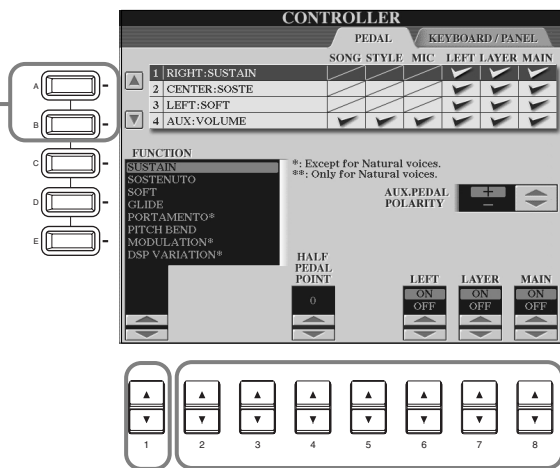 CONTROLLER
PEDAL KEYBOARD / PANEL
SONG STYLE MIC LEFT LAYER MAIN
1 RIGHT:SUSTAIN
2 CENTER:SOSTE
3 LEFT:SOFT
4 AUX:VOLUME
A
B
C
D
E
FUNCTION
SUSTAIN
SOSTENUTO
SOFT
GLIDE
PORTAMENTO*
PITCH BEND
MODULATION*
DSP VARIATION*
*: Except for Natural voices.
**: Only for Natural voices.
AUX.PEDAL
POLARITY
+
−
HALF
PEDAL
POINT
0
LEFT LAYER MAIN
ON ON ON
OFF OFF OFF
1 2 3 4 5 6 7 8